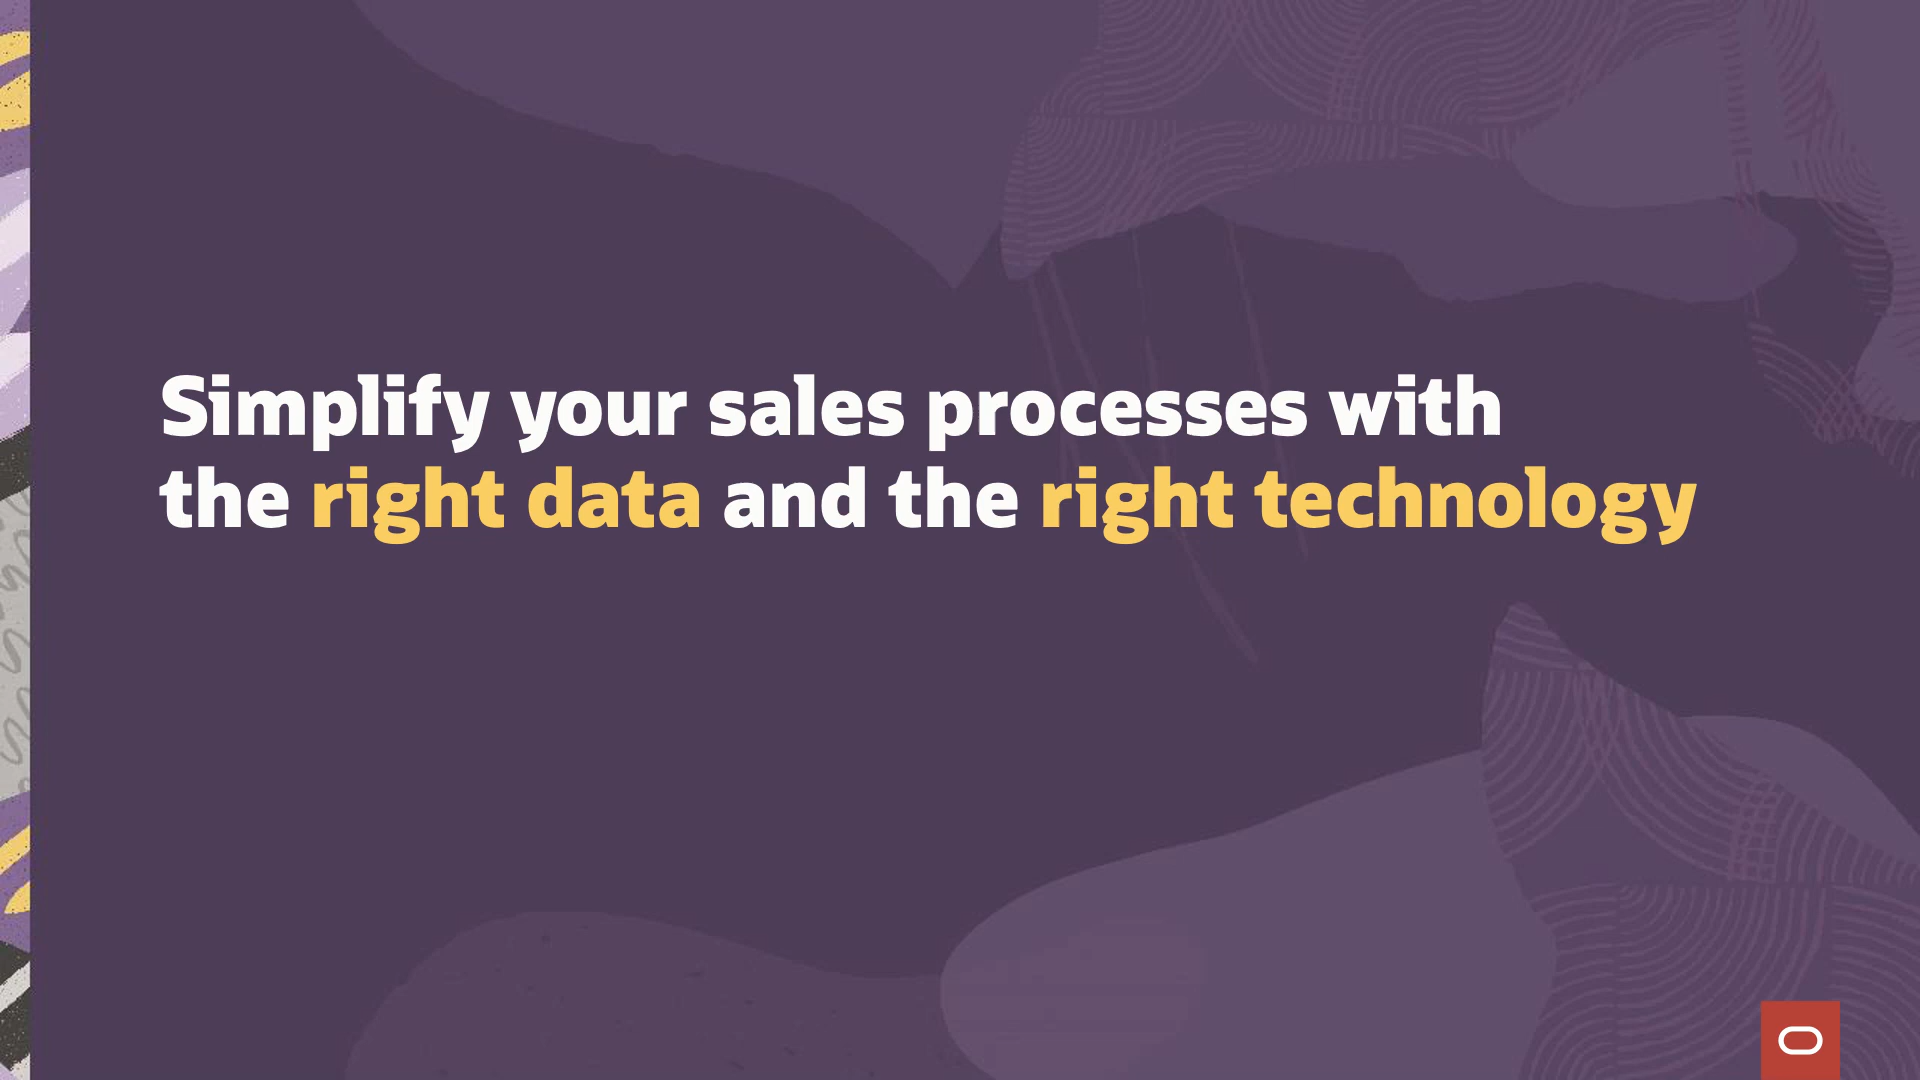 Simplify your sales processes with
the right data and the right technology